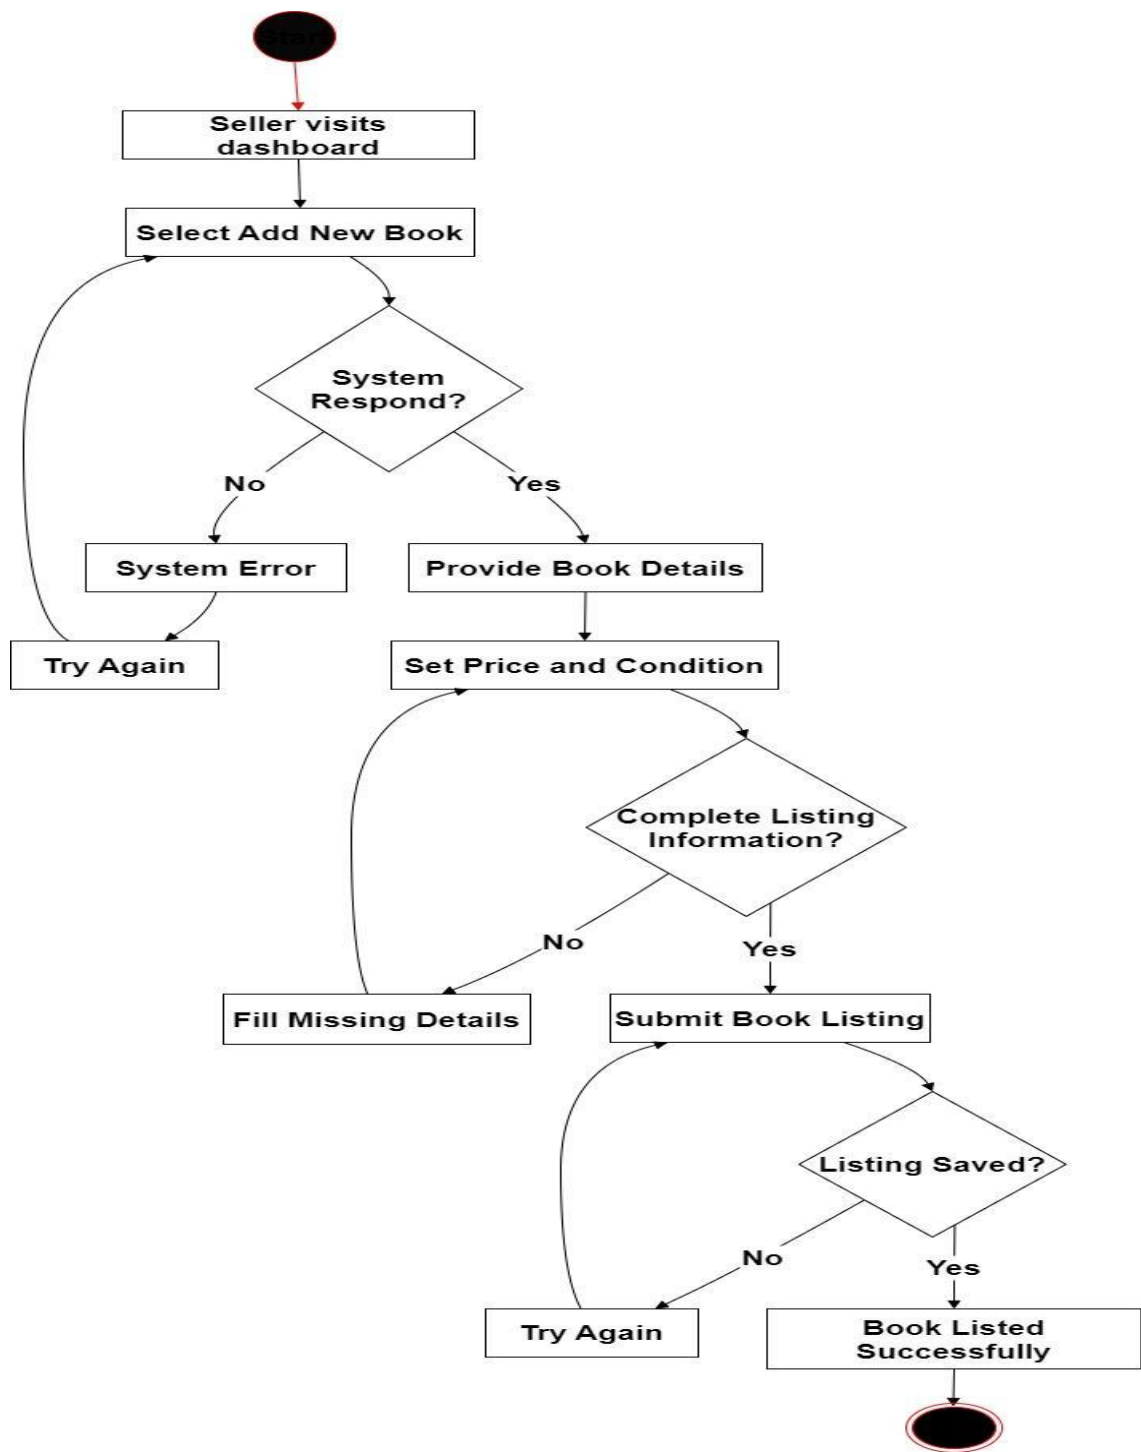 Start
Seller visits
dashboard
Select Add New Book
System
Respond?
No
Yes
System Error
Provide Book Details
Try Again
Set Price and Condition
Complete Listing
Information?
No
Yes
Fill Missing Details
Submit Book Listing
Listing Saved?
No
Yes
Try Again
Book Listed
Successfully